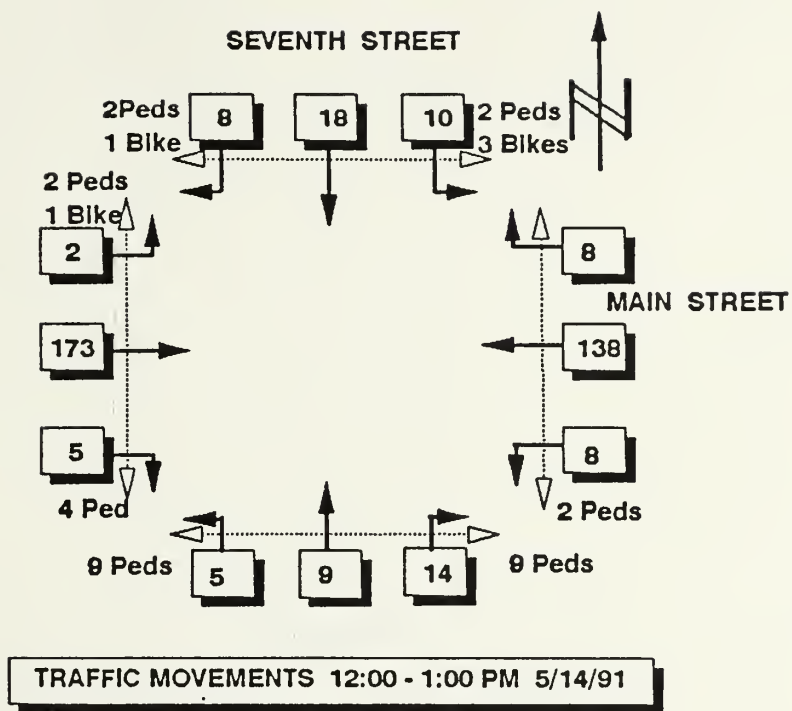 SEVENTH STREET
2Peds
1 Bike
8
18
10
2 Peds
3 Bikes
N
2 Peds
1 Bike
2
8
MAIN STREET
173
138
5
8
4 Ped
2 Peds
9 Peds
5
9
14
9 Peds
TRAFFIC MOVEMENTS 12:00 - 1:00 PM 5/14/91